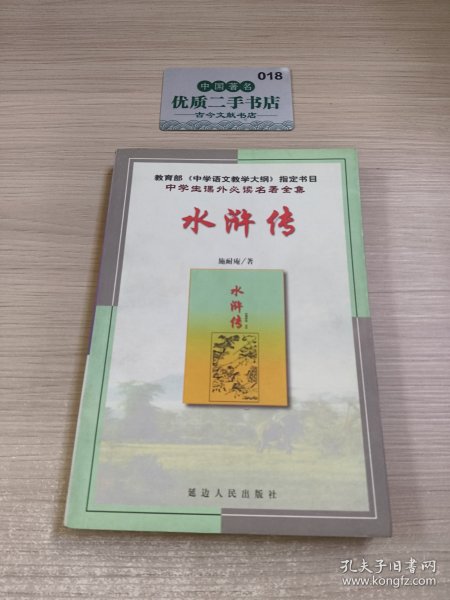 018
中国著名
优质二手书店
古今文献书店
教育部《中学语文教学大纲》指定书目
中学生课外必读名著全集
水浒传
施耐庵/著
水浒传
延边人民出版社
孔夫子旧书网
www.kongfz.com